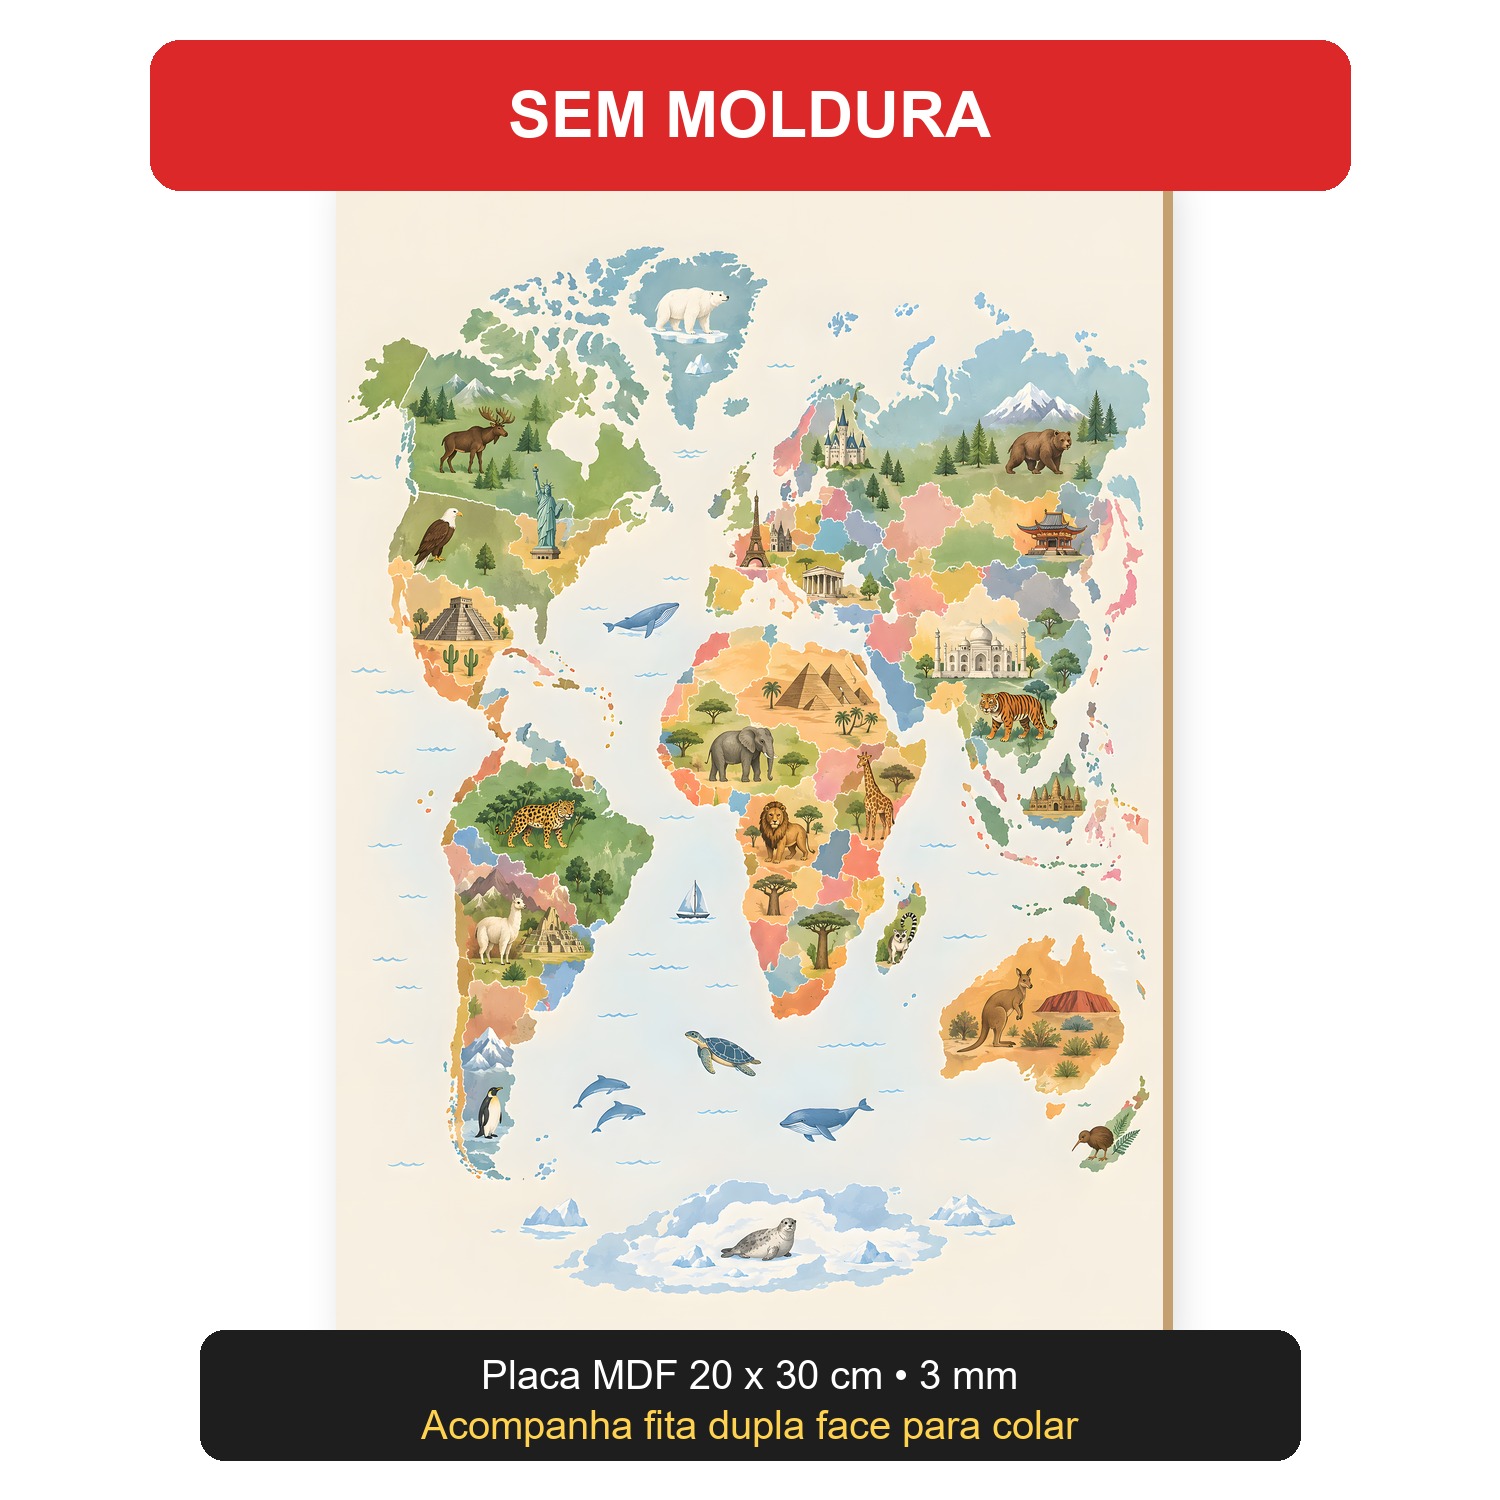 SEM MOLDURA
Placa MDF 20 x 30 cm • 3 mm
Acompanha fita dupla face para colar